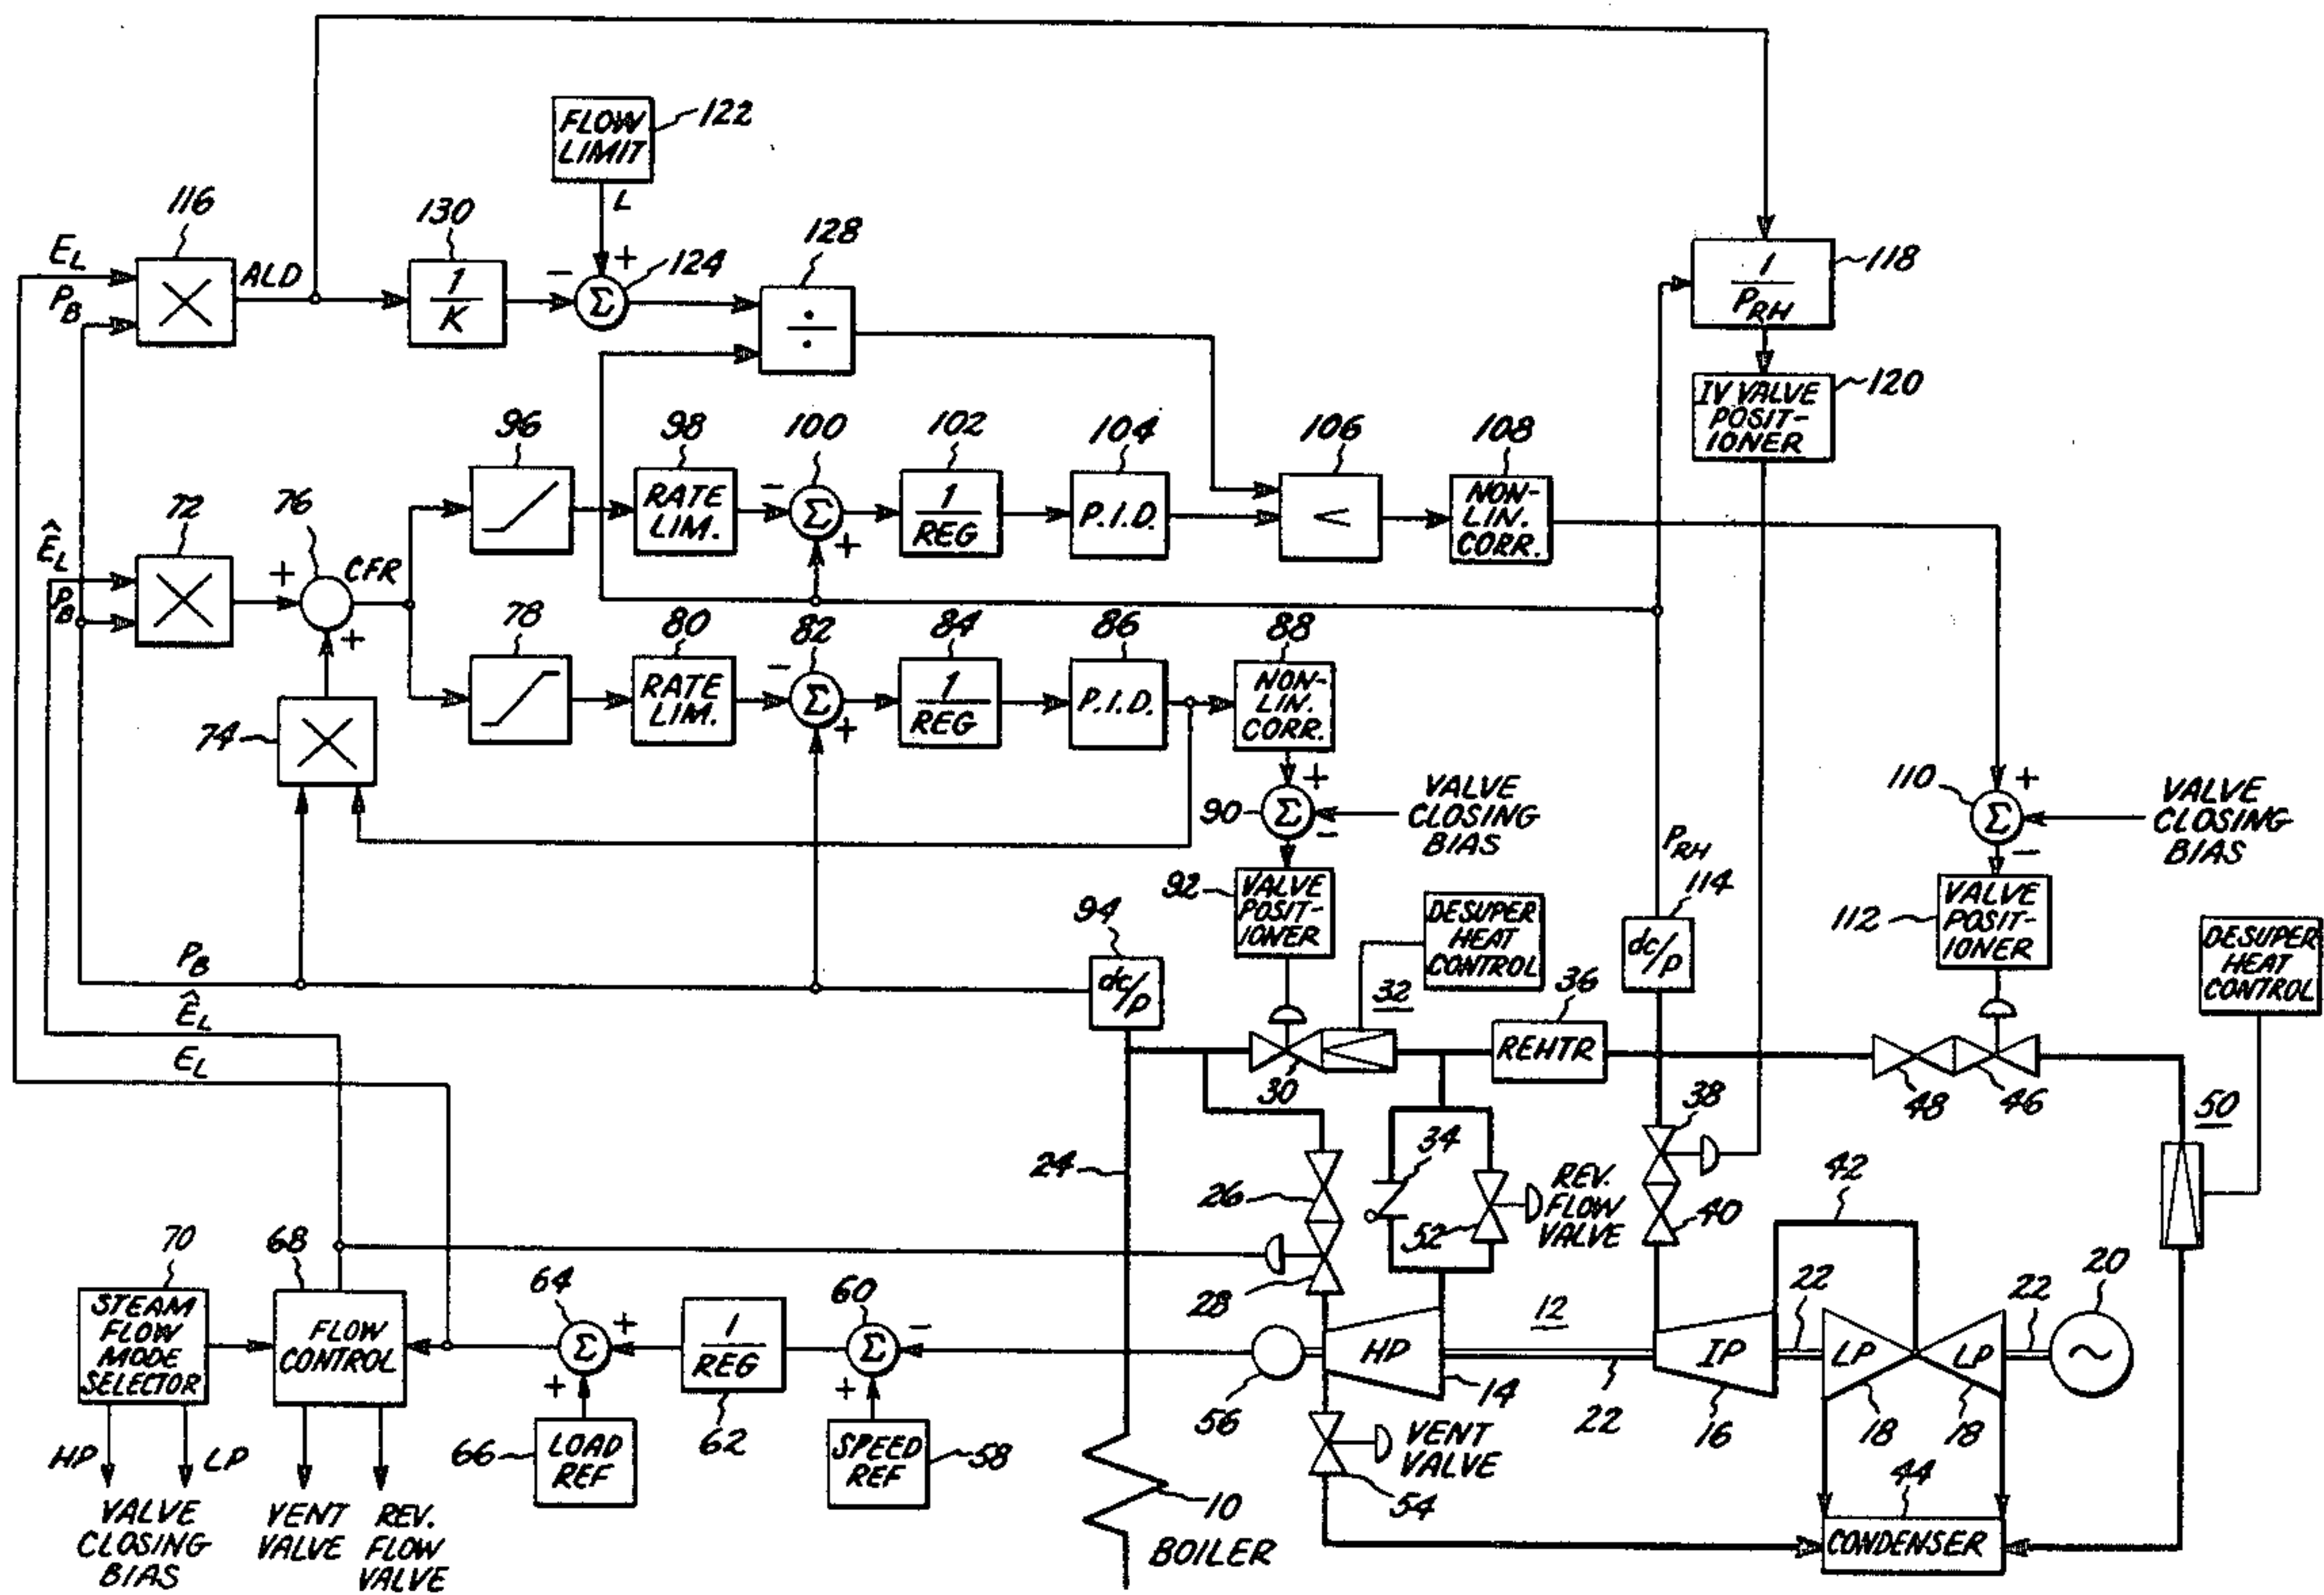 FLOW
LIMIT
122
L
116
130
128
E_L
P_B
ALD
×
1
K
−
+
Σ
124
÷
1
P_RH
118
IV VALVE
POSIT-
IONER
120
96
98
100
102
104
106
108
RATE
LIM.
−
Σ
+
1
REG
P.I.D.
<
NON-
LIN.
CORR.
72
76
Ê_L
P_B
×
+
CFR
+
78
80
82
84
86
88
RATE
LIM.
−
Σ
+
1
REG
P.I.D.
NON-
LIN.
CORR.
74
×
+
90
Σ
−
VALVE
CLOSING
BIAS
110
+
Σ
−
VALVE
CLOSING
BIAS
P_RH
92
VALVE
POSIT-
IONER
DESUPER
HEAT
CONTROL
114
dc/p
112
VALVE
POSIT-
IONER
DESUPER
HEAT
CONTROL
P_B
94
dc/p
32
36
Ê_L
E_L
30
REHTR
48
46
38
50
24
26
34
52
REV.
FLOW
VALVE
40
42
70
68
64
60
28
12
22
22
20
STEAM
FLOW
MODE
SELECTOR
FLOW
CONTROL
Σ
+
+
1
REG
Σ
−
+
HP
IP
LP
LP
~
56
14
22
16
18
18
HP
LP
66
LOAD
REF
62
SPEED
REF
58
VENT
VALVE
54
44
VALVE
CLOSING
BIAS
VENT
VALVE
REV.
FLOW
VALVE
10
BOILER
CONDENSER